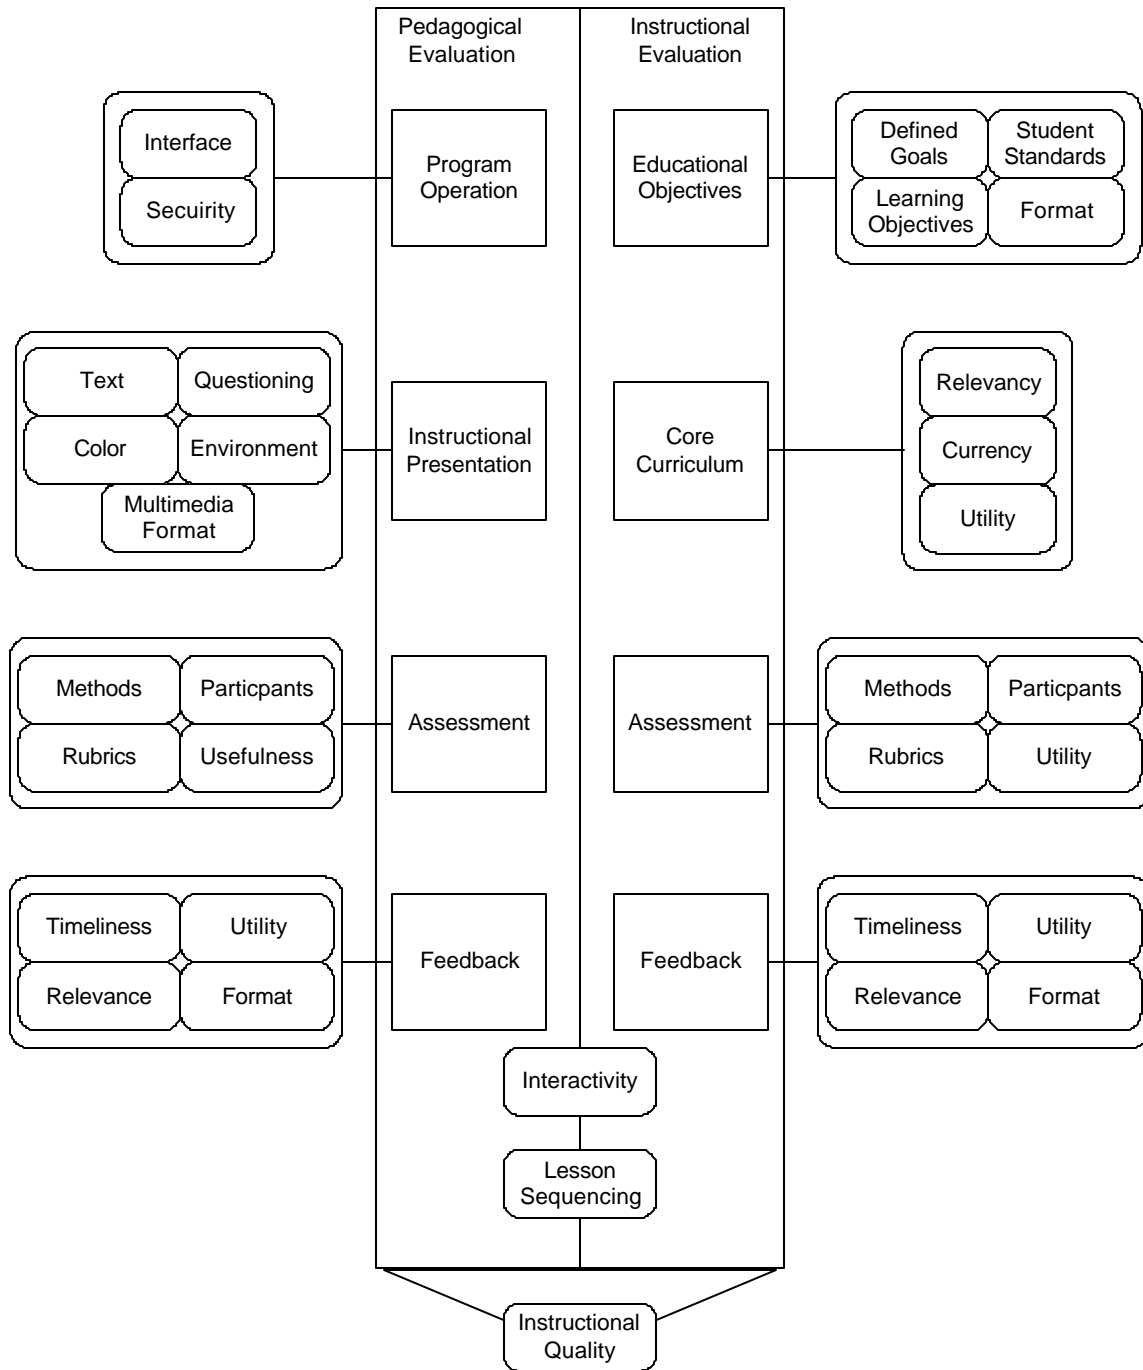 Pedagogical
Evaluation
Instructional
Evaluation
Interface
Secuirity
Program
Operation
Educational
Objectives
Defined
Goals
Student
Standards
Learning
Objectives
Format
Text
Questioning
Color
Environment
Multimedia
Format
Instructional
Presentation
Core
Curriculum
Relevancy
Currency
Utility
Methods
Particpants
Rubrics
Usefulness
Assessment
Assessment
Methods
Particpants
Rubrics
Utility
Timeliness
Utility
Relevance
Format
Feedback
Feedback
Timeliness
Utility
Relevance
Format
Interactivity
Lesson
Sequencing
Instructional
Quality